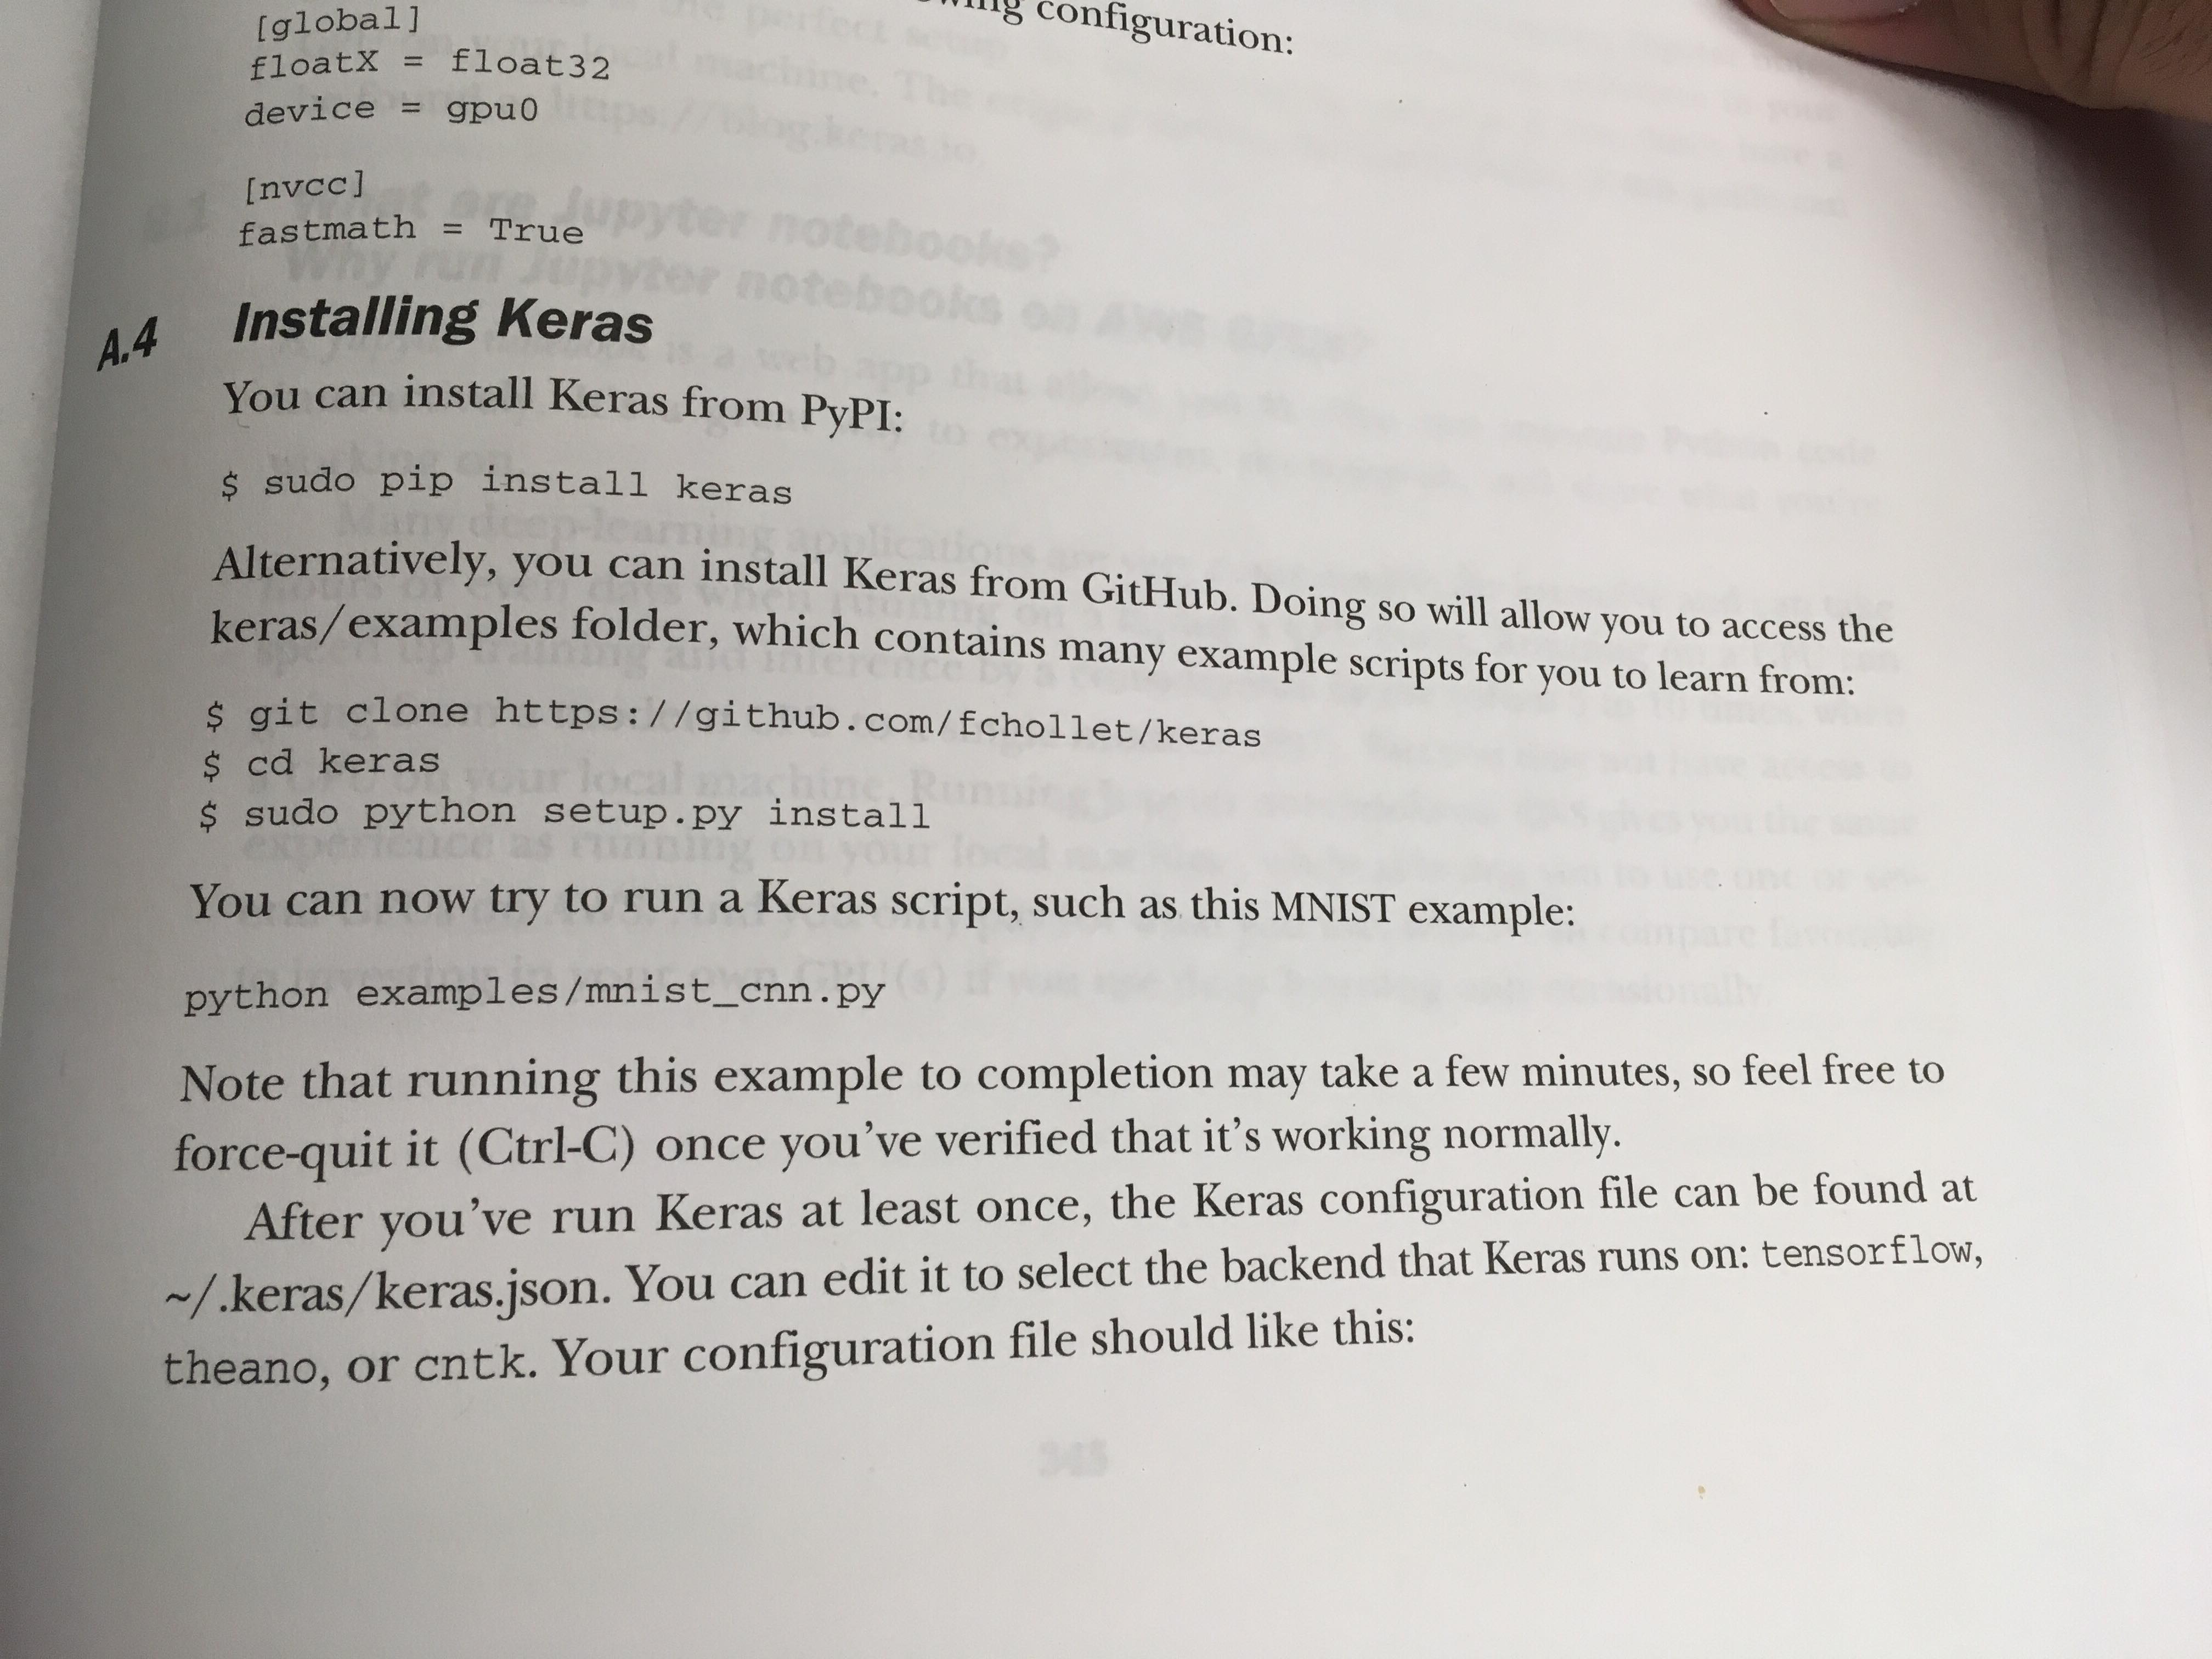 configuration:
[global]
floatX = float32
device = gpu0
[nvcc]
fastmath = True
A.4 Installing Keras
You can install Keras from PyPI:
$ sudo pip install keras
Alternatively, you can install Keras from GitHub. Doing so will allow you to access the
keras/examples folder, which contains many example scripts for you to learn from:
$ git clone https://github.com/fchollet/keras
$ cd keras
$ sudo python setup.py install
You can now try to run a Keras script, such as this MNIST example:
python examples/mnist_cnn.py
Note that running this example to completion may take a few minutes, so feel free to
force-quit it (Ctrl-C) once you've verified that it's working normally.
After you've run Keras at least once, the Keras configuration file can be found at
~/.keras/keras.json. You can edit it to select the backend that Keras runs on: tensorflow,
theano, or cntk. Your configuration file should like this: